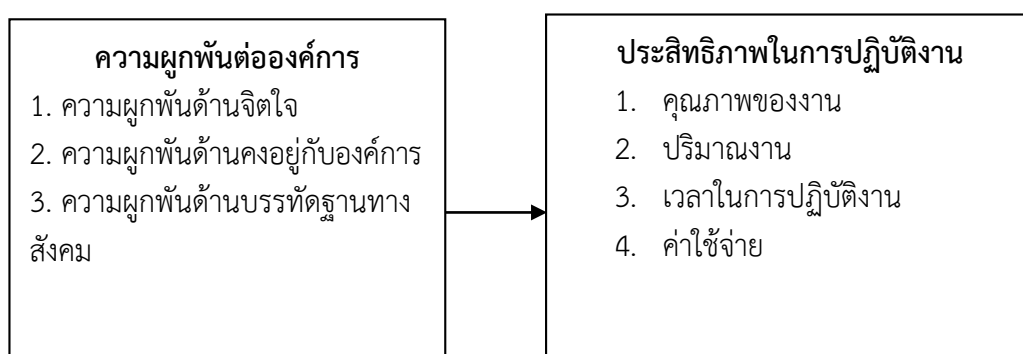 ความผูกพันต่อองค์การ
1. ความผูกพันด้านจิตใจ
2. ความผูกพันด้านคงอยู่กับองค์การ
3. ความผูกพันด้านบรรทัดฐานทาง
สังคม
ประสิทธิภาพในการปฏิบัติงาน
1. คุณภาพของงาน
2. ปริมาณงาน
3. เวลาในการปฏิบัติงาน
4. ค่าใช้จ่าย